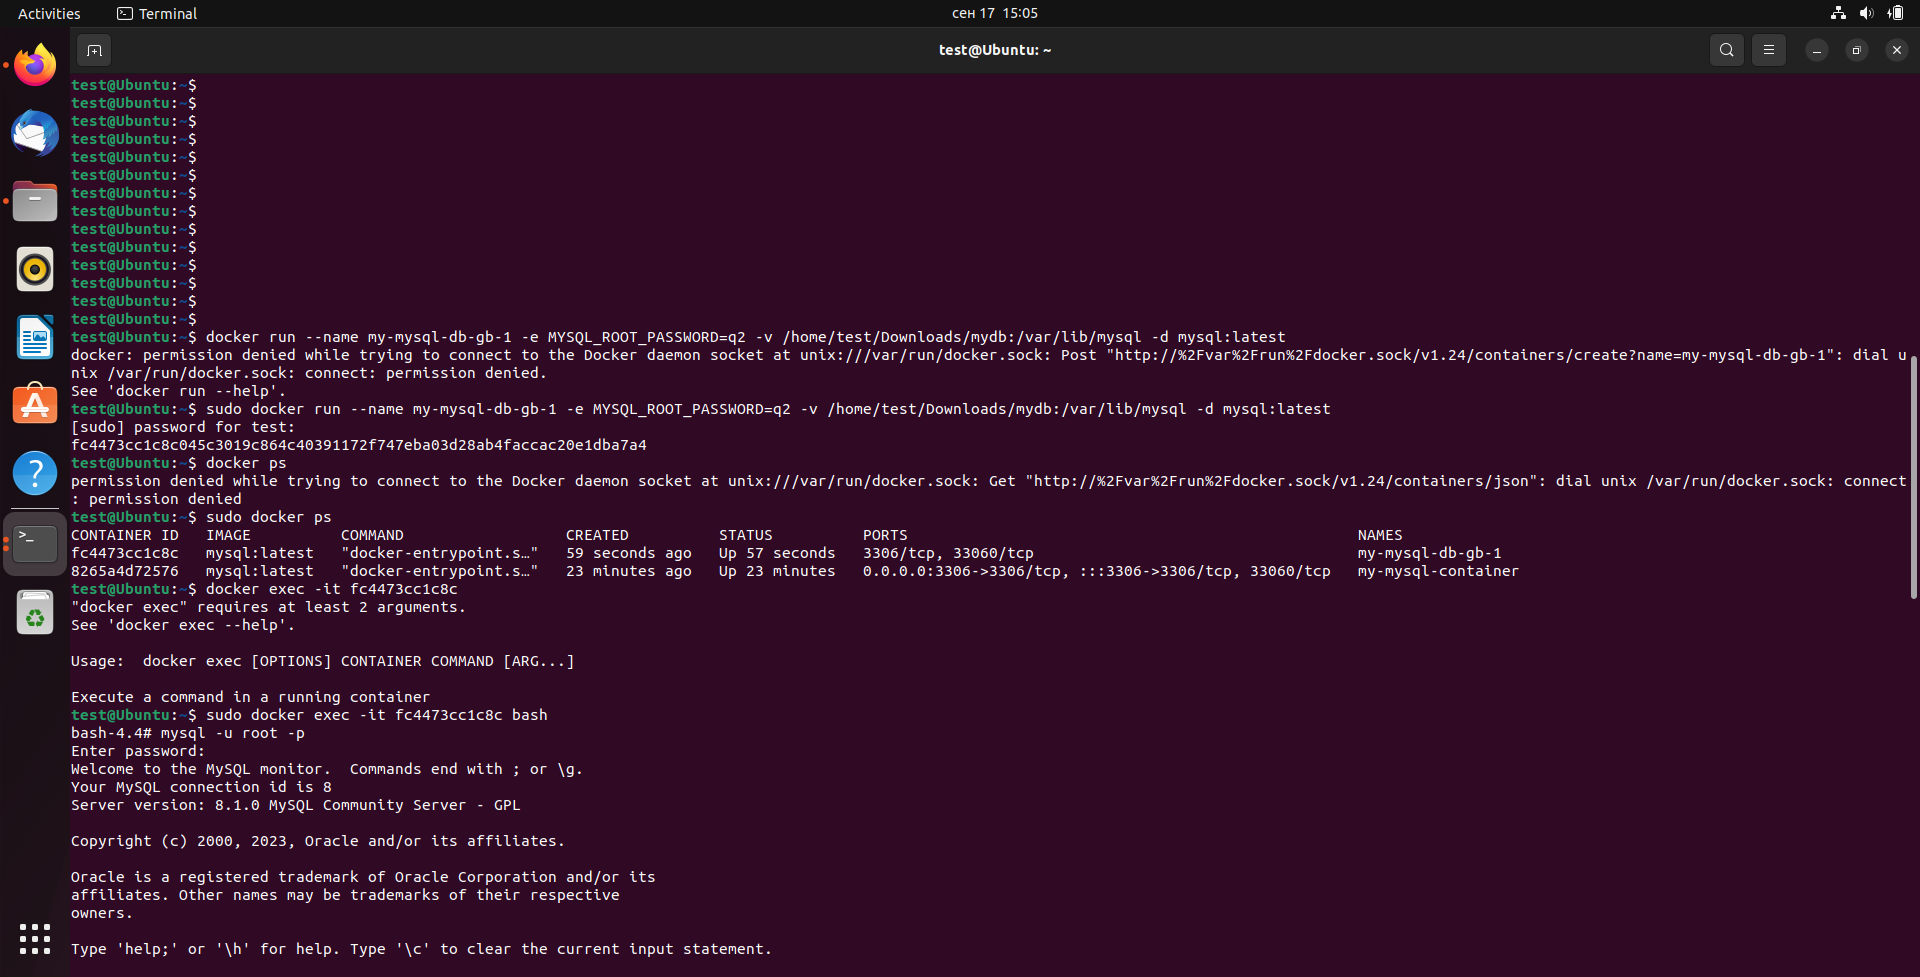 Activities
Terminal
сен 17 15:05
test@Ubuntu: ~
test@Ubuntu:~$
test@Ubuntu:~$
test@Ubuntu:~$
test@Ubuntu:~$
test@Ubuntu:~$
test@Ubuntu:~$
test@Ubuntu:~$
test@Ubuntu:~$
test@Ubuntu:~$
test@Ubuntu:~$
test@Ubuntu:~$
test@Ubuntu:~$
test@Ubuntu:~$
test@Ubuntu:~$
test@Ubuntu:~$ docker run --name my-mysql-db-gb-1 -e MYSQL_ROOT_PASSWORD=q2 -v /home/test/Downloads/mydb:/var/lib/mysql -d mysql:latest
docker: permission denied while trying to connect to the Docker daemon socket at unix:///var/run/docker.sock: Post "http://%2Fvar%2Frun%2Fdocker.sock/v1.24/containers/create?name=my-mysql-db-gb-1": dial u
nix /var/run/docker.sock: connect: permission denied.
See 'docker run --help'.
test@Ubuntu:~$ sudo docker run --name my-mysql-db-gb-1 -e MYSQL_ROOT_PASSWORD=q2 -v /home/test/Downloads/mydb:/var/lib/mysql -d mysql:latest
[sudo] password for test:
fc4473cc1c8c045c3019c864c40391172f747eba03d28ab4faccac20e1dba7a4
test@Ubuntu:~$ docker ps
permission denied while trying to connect to the Docker daemon socket at unix:///var/run/docker.sock: Get "http://%2Fvar%2Frun%2Fdocker.sock/v1.24/containers/json": dial unix /var/run/docker.sock: connect
: permission denied
test@Ubuntu:~$ sudo docker ps
CONTAINER ID   IMAGE          COMMAND                  CREATED          STATUS          PORTS                                                  NAMES
fc4473cc1c8c   mysql:latest   "docker-entrypoint.s…"   59 seconds ago   Up 57 seconds   3306/tcp, 33060/tcp                                    my-mysql-db-gb-1
8265a4d72576   mysql:latest   "docker-entrypoint.s…"   23 minutes ago   Up 23 minutes   0.0.0.0:3306->3306/tcp, :::3306->3306/tcp, 33060/tcp   my-mysql-container
test@Ubuntu:~$ docker exec -it fc4473cc1c8c
"docker exec" requires at least 2 arguments.
See 'docker exec --help'.
Usage:  docker exec [OPTIONS] CONTAINER COMMAND [ARG...]
Execute a command in a running container
test@Ubuntu:~$ sudo docker exec -it fc4473cc1c8c bash
bash-4.4# mysql -u root -p
Enter password:
Welcome to the MySQL monitor.  Commands end with ; or \g.
Your MySQL connection id is 8
Server version: 8.1.0 MySQL Community Server - GPL
Copyright (c) 2000, 2023, Oracle and/or its affiliates.
Oracle is a registered trademark of Oracle Corporation and/or its
affiliates. Other names may be trademarks of their respective
owners.
Type 'help;' or '\h' for help. Type '\c' to clear the current input statement.